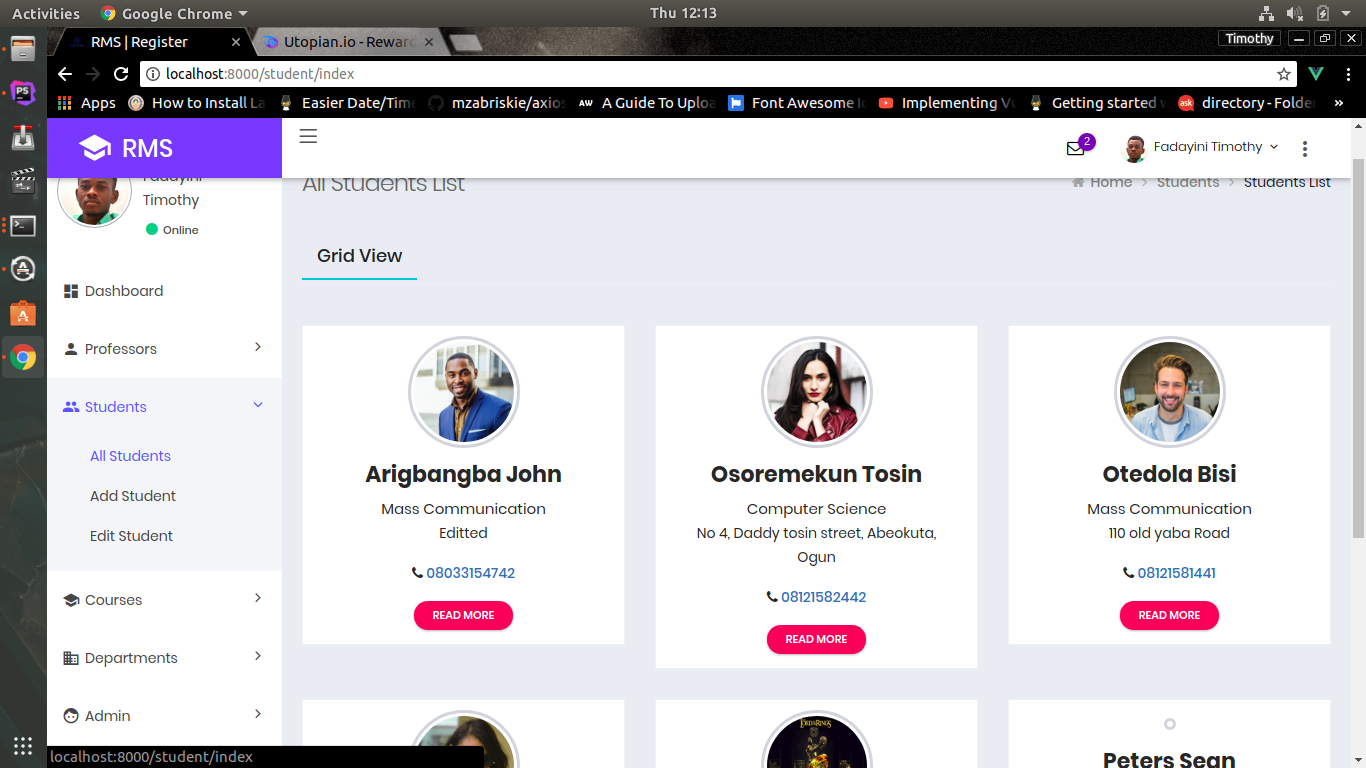 Activities
Google Chrome
Thu 12:13
RMS | Register
Utopian.io - Reward
Timothy
localhost:8000/student/index
Apps
How to Install La
Easier Date/Time
mzabriskie/axios
AW
A Guide To Uploa
Font Awesome Ic
Implementing Vu
ask
Getting started w
directory - Folder
»
PS
RMS
2
Fadayini Timothy
Fadayini
Timothy
Online
All Students List
Home
Students
Students List
Grid View
Dashboard
Professors
Students
All Students
Add Student
Edit Student
Courses
Departments
Admin
Arigbangba John
Mass Communication
Editted
08033154742
READ MORE
Osoremekun Tosin
Computer Science
No 4, Daddy tosin street, Abeokuta,
Ogun
08121582442
READ MORE
Otedola Bisi
Mass Communication
110 old yaba Road
08121581441
READ MORE
Peters Sean
localhost:8000/student/index